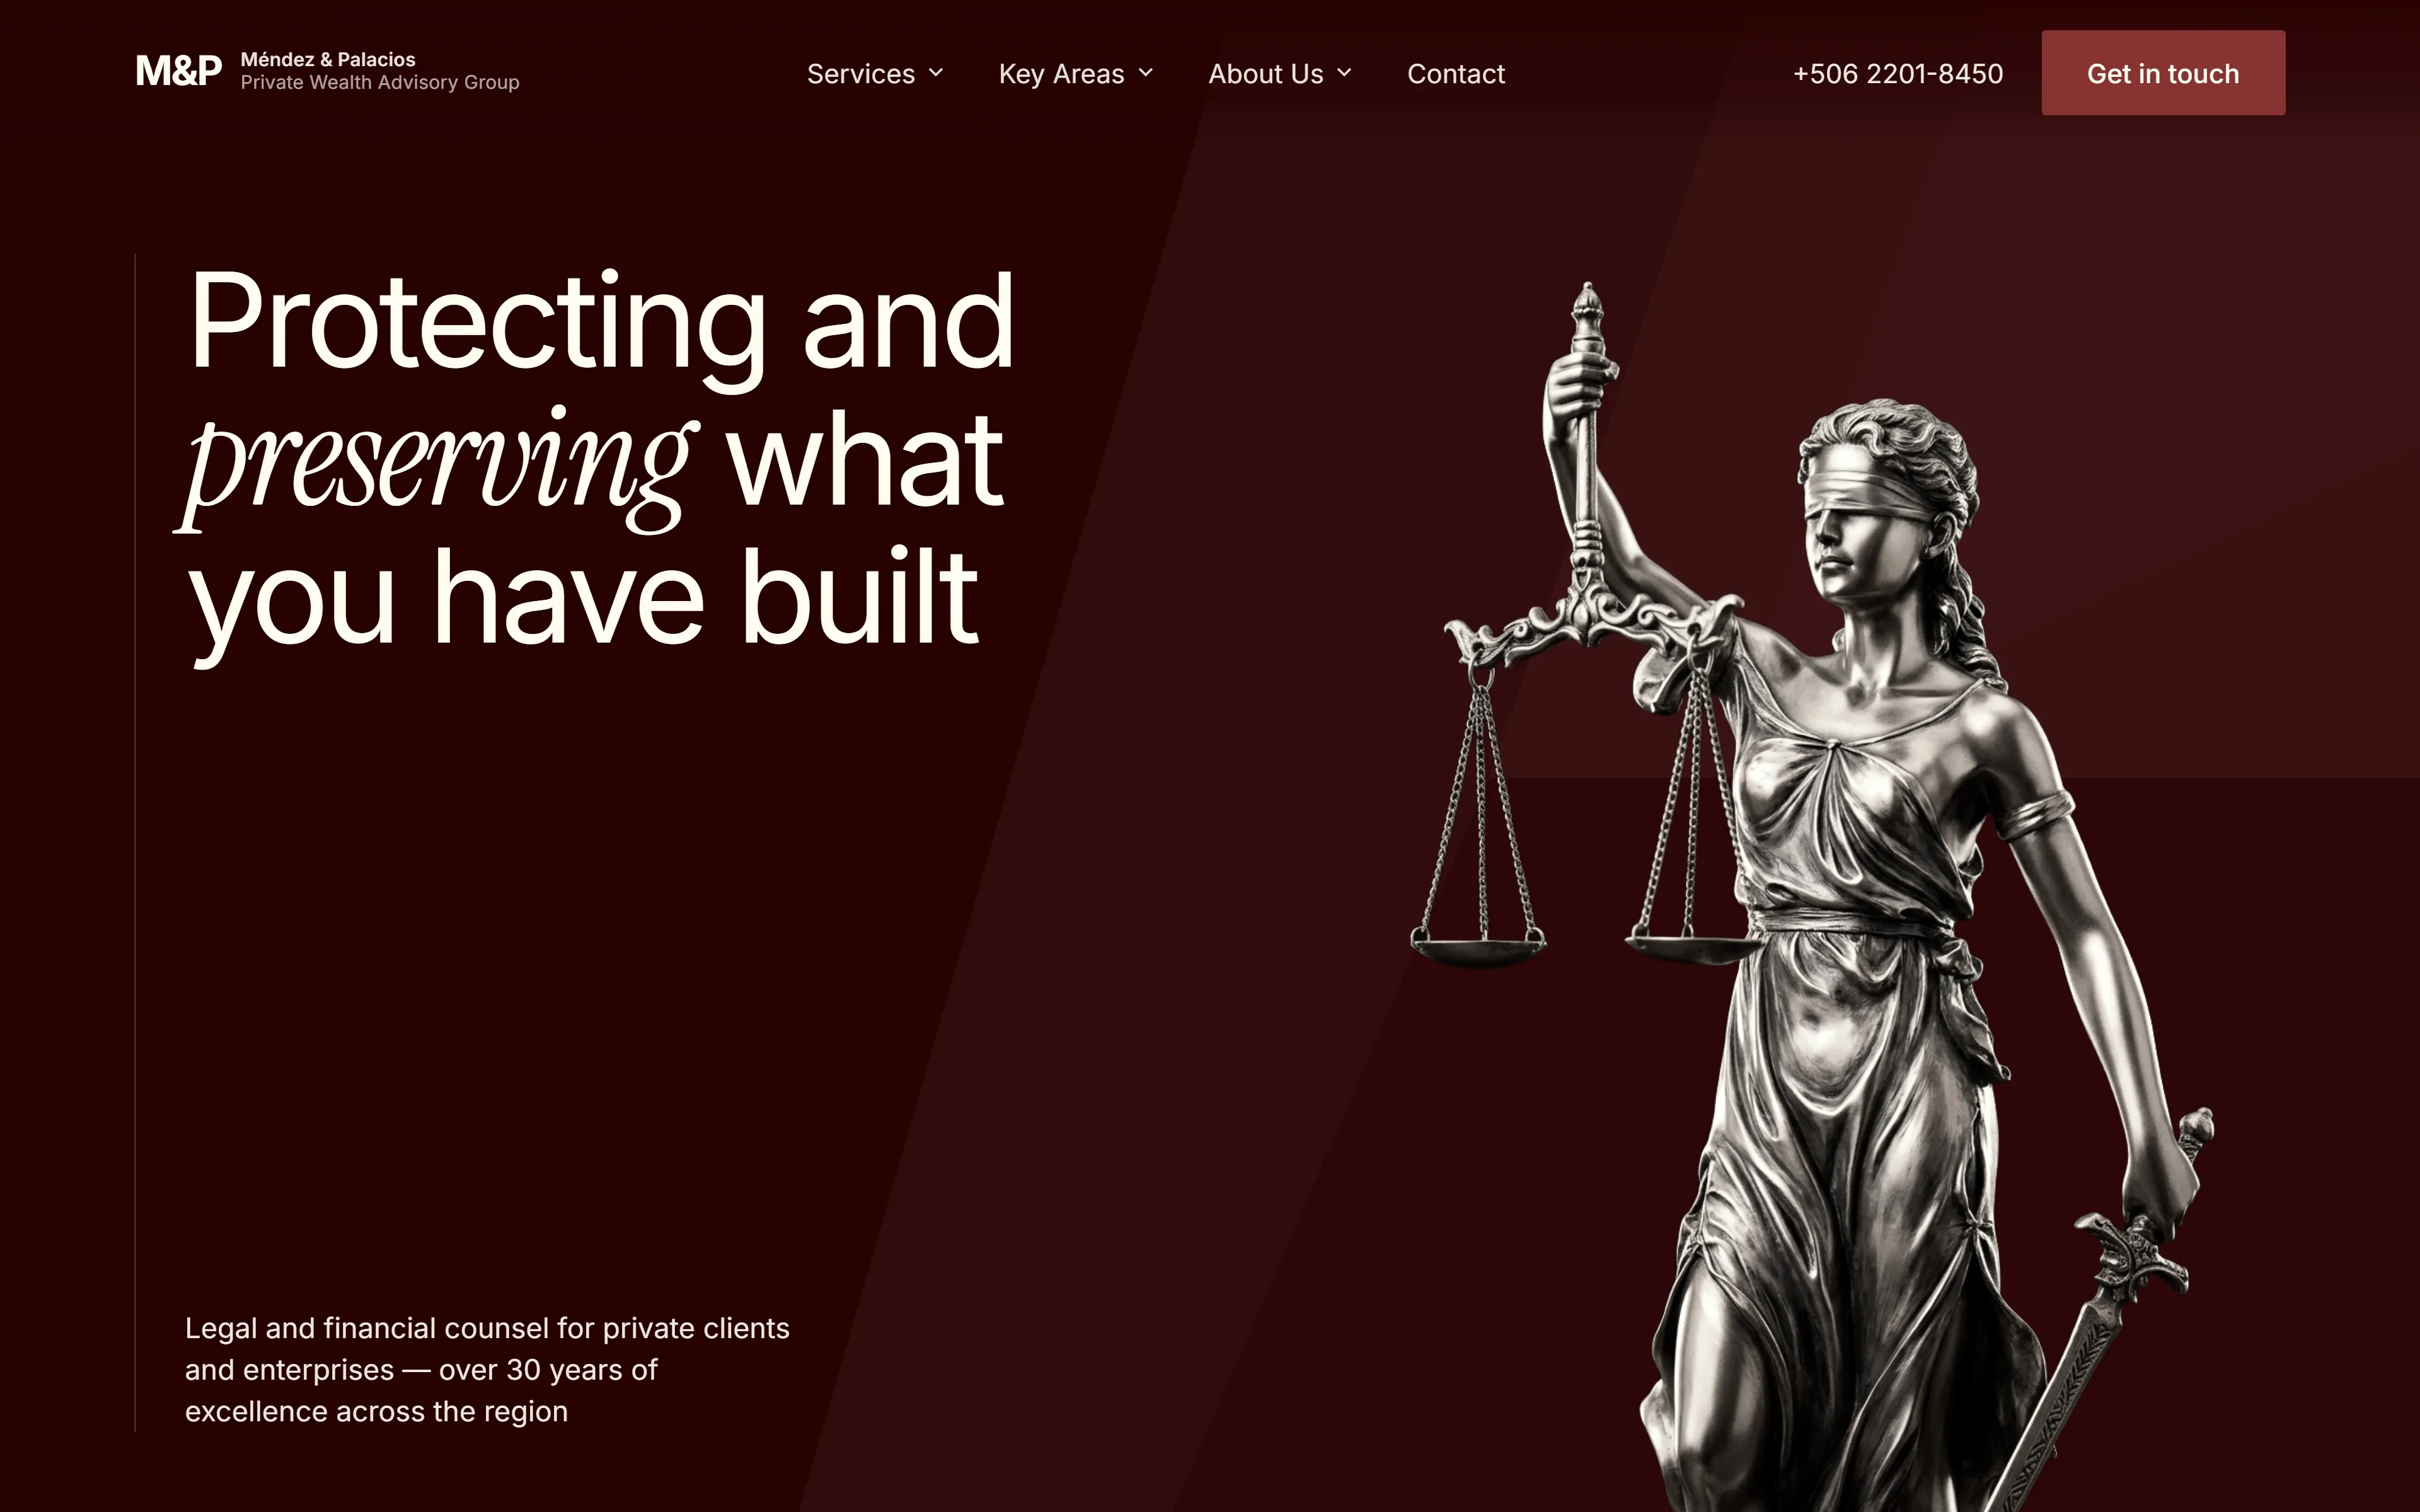 M&P
Méndez & Palacios
Private Wealth Advisory Group
Services
Key Areas
About Us
Contact
+506 2201-8450
Get in touch
Protecting and
preserving what
you have built
Legal and financial counsel for private clients
and enterprises — over 30 years of
excellence across the region